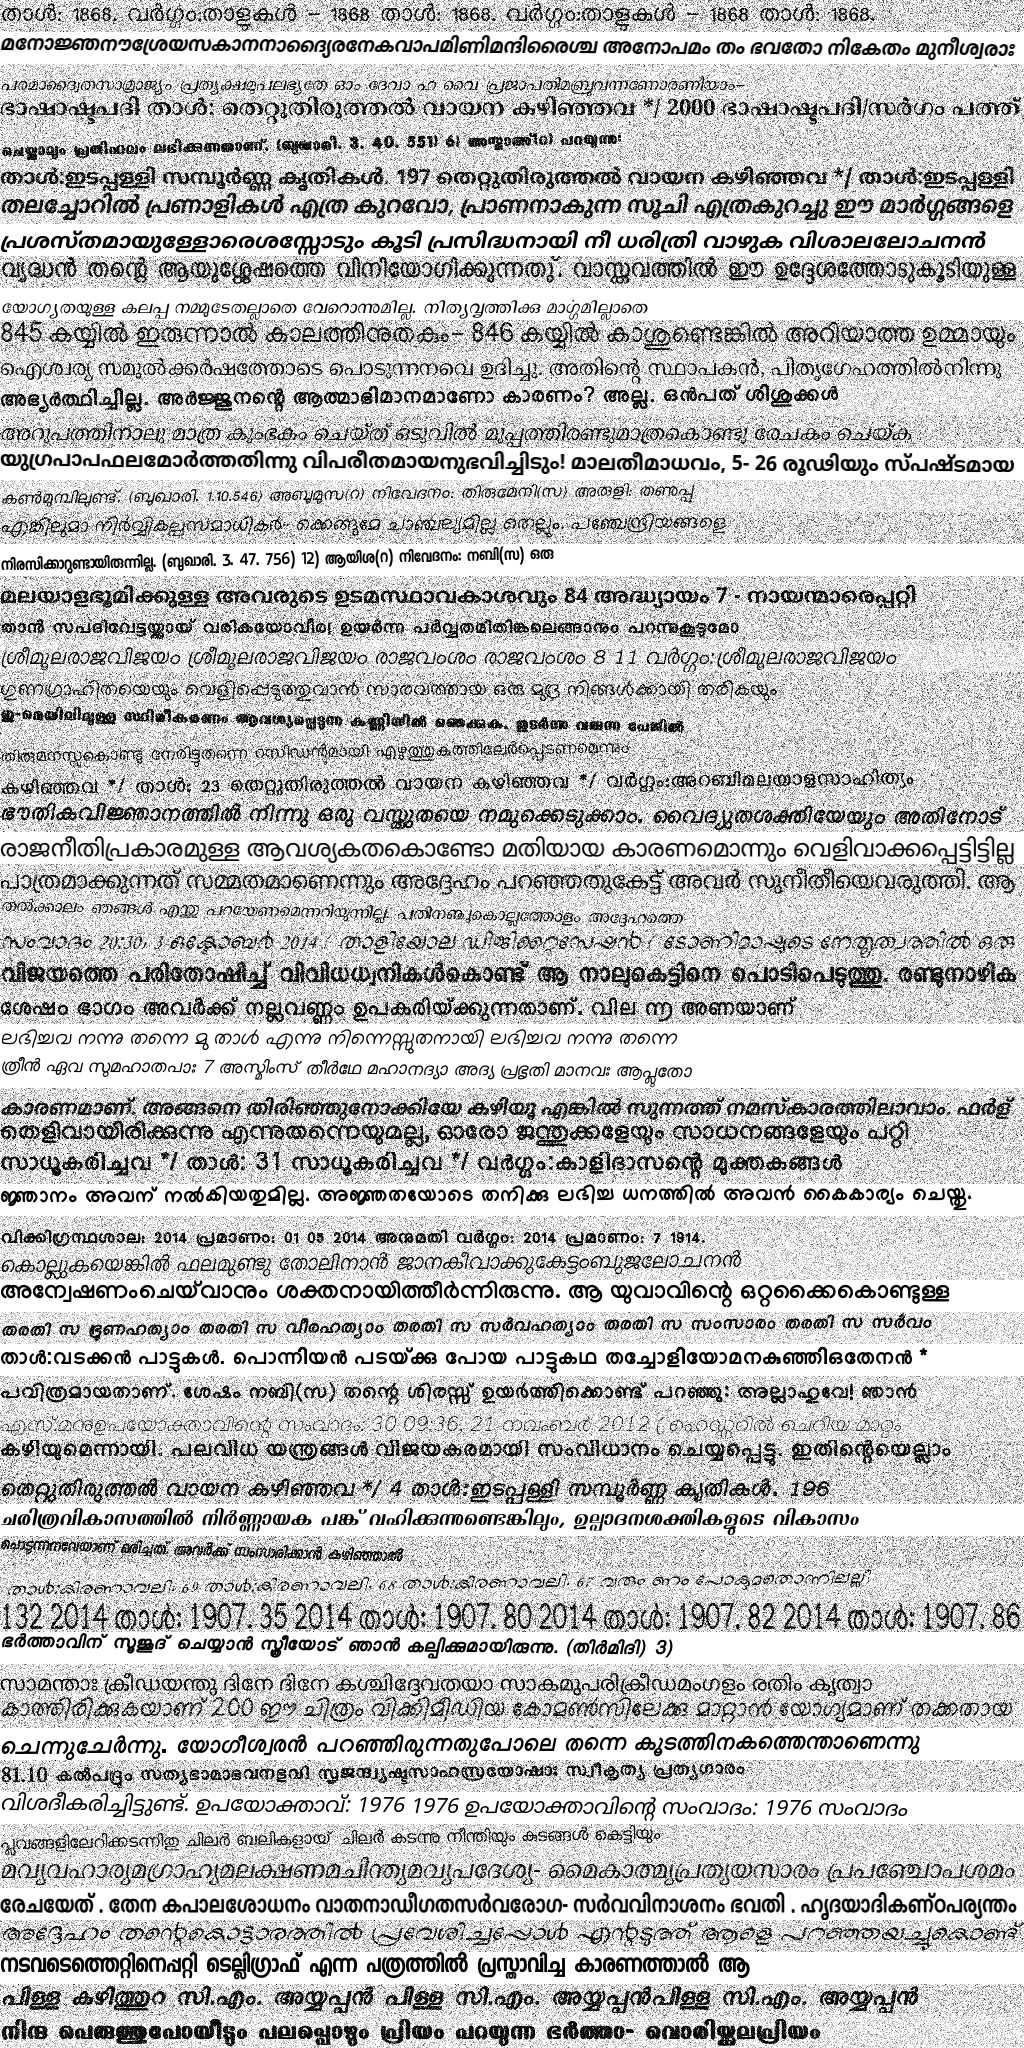 താൾ: 1868. വർഗ്ഗം:താളുകൾ – 1868 താൾ: 1868. വർഗ്ഗം:താളുകൾ – 1868 താൾ: 1868.
മനോജ്ഞനൗശ്രേയസകാനനാദ്യൈരനേകവാപമിണിമന്ദിരൈശ്ച അനോപമം തം ഭവതോ നികേതം മുനീശ്വരാഃ
പരമാദ്വൈതസാമ്രാജ്യം പ്രത്യക്ഷമുപലഭ്യതേ ഓം ദേവാ ഹ വൈ പ്രജാപതിമബ്രുവന്നണോരണിയാം–
ഭാഷാഷ്ടപദി താൾ: തെറ്റുതിരുത്തൽ വായന കഴിഞ്ഞവ */ 2000 ഭാഷാഷ്ടപദി/സർഗം പത്ത്
ചെയ്താലും പ്രതിഫലം ലഭിക്കുന്നതാണ്. (ബുഖാരി. 3. 40. 551) 6) അസ്മാഅ്(റ) പറയുന്നു:
താൾ:ഇടപ്പള്ളി സമ്പൂർണ്ണ കൃതികൾ. 197 തെറ്റുതിരുത്തൽ വായന കഴിഞ്ഞവ */ താൾ:ഇടപ്പള്ളി
തലച്ചോറിൽ പ്രണാളികൾ എത്ര കുറവോ, പ്രാണനാകുന്ന സൂചി എത്രകുറച്ചു ഈ മാർഗ്ഗങ്ങളെ
പ്രശസ്തമായുള്ളോരെശസ്സോടും കൂടി പ്രസിദ്ധനായി നീ ധരിത്രി വാഴുക വിശാലലോചനൻ
വൃദ്ധൻ തന്റെ ആയുശ്ശേഷത്തെ വിനിയോഗിക്കുന്നതു്. വാസ്തവത്തിൽ ഈ ഉദ്ദേശത്തോടുകൂടിയുള്ള
യോഗ്യതയുള്ള കലപ്പ നമ്മുടേതല്ലാതെ വേറൊന്നുമില്ല. നിത്യവൃത്തിക്കു മാഗ്ഗമില്ലാതെ
845 കയ്യിൽ ഇരുന്നാൽ കാലത്തിനുതകും– 846 കയ്യിൽ കാശുണ്ടെങ്കിൽ അറിയാത്ത ഉമ്മായും
ഐശ്വര്യ സമുൽക്കർഷത്തോടെ പൊടുന്നനവെ ഉദിച്ചു. അതിന്റെ സ്ഥാപകൻ, പിതൃഗേഹത്തിൽനിന്നു
അഭ്യർത്ഥിച്ചില്ല. അർജ്ജുനന്റെ ആത്മാഭിമാനമാണോ കാരണം? അല്ല. ഒൻപത് ശിശുക്കൾ
അറുപത്തിനാലു മാത്ര കുംഭകം ചെയ്ത് ഒടുവിൽ മുപ്പത്തിരണ്ടുമാത്രകൊണ്ടു രേചകം ചെയ്ക
യുഗ്രപാപഫലമോർത്തതിന്നു വിപരീതമായനുഭവിച്ചിടും! മാലതീമാധവം, 5- 26 രൂഢിയും സ്പഷ്ടമായ
കൺമുമ്പിലുണ്ട്. (ബുഖാരി. 1.10.546) അബൂമൂസ(റ) നിവേദനം: തിരുമേനി(സ) അരുളി: തണുപ്പ
എങ്കിലുമാ നിർവ്വികല്പസമാധികർ- ക്കെങ്ങുമേ ചാഞ്ചല്യമില്ല തെല്ലും. പഞ്ചേന്ദ്രിയങ്ങളെ
നിരസിക്കാറുണ്ടായിരുന്നില്ല. (ബുഖാരി. 3. 47. 756) 12) ആയിശ(റ) നിവേദനം: നബി(സ) ഒരു
മലയാളഭൂമിക്കുള്ള അവരുടെ ഉടമസ്ഥാവകാശവും 84 അദ്ധ്യായം 7 - നായന്മാരെപ്പറ്റി
താൻ സപദിവേട്ടയ്ക്കായ് വരികയോവീര! ഉയർന്ന പർവ്വതമിതിങ്കലെങ്ങാനും പറന്നുകൂടുമോ
ശ്രീമൂലരാജവിജയം ശ്രീമൂലരാജവിജയം രാജവംശം രാജവംശം 8 11 വർഗ്ഗം:ശ്രീമൂലരാജവിജയം
ഗുണഗ്രാഹിതയെയും വെളിപ്പെടുത്തുവാൻ സാരവത്തായ ഒരു മുദ്ര നിങ്ങൾക്കായി തരികയും
ഇ-മെയിലിലുള്ള സ്ഥിരീകരണം ആവശ്യപ്പെടുന്ന കണ്ണിയിൽ ഞെക്കുക. തുടർന്നു വരുന്ന പേജിൽ
തിരുമനസ്സുകൊണ്ടു നേരിട്ടുതന്നെ റസിഡന്റുമായി എഴുത്തുകുത്തിലേർപ്പെടണമെന്നും
കഴിഞ്ഞവ */ താൾ: 23 തെറ്റുതിരുത്തൽ വായന കഴിഞ്ഞവ */ വർഗ്ഗം:അറബിമലയാളസാഹിത്യം
ഭൗതികവിജ്ഞാനത്തിൽ നിന്നു ഒരു വസ്തുതയെ നമുക്കെടുക്കാം. വൈദ്യുതശക്തിയേയും അതിനോട്
രാജനീതിപ്രകാരമുള്ള ആവശ്യകതകൊണ്ടോ മതിയായ കാരണമൊന്നും വെളിവാക്കപ്പെട്ടിട്ടില്ല
പാത്രമാക്കുന്നത് സമ്മതമാണെന്നും അദ്ദേഹം പറഞ്ഞതുകേട്ട് അവർ സുനീതീയെവരുത്തി. ആ
തൽക്കാലം ഞങ്ങൾ എന്തു പറയേണമെന്നറിയുന്നില്ല. പതിനഞ്ചുകൊല്ലത്തോളം അദ്ദേഹത്തെ
സംവാദം 20:30, 3 ഒക്ടോബർ 2014 ( താളിയോല ഡിജിറ്റൈസേഷൻ ( ടോണിമാഷുടെ നേതൃത്വത്തിൽ ഒരു
വിജയത്തെ പരിതോഷിച്ച് വിവിധധ്വനികൾകൊണ്ട് ആ നാലുകെട്ടിനെ പൊടിപെടുത്തു. രണ്ടുനാഴിക
ശേഷം ഭാഗം അവർക്ക് നല്ലവണ്ണം ഉപകരിയ്ക്കുന്നതാണ്. വില ൻ൹ അണയാണ്
ലഭിച്ചവ നന്നു തന്നെ മു താൾ എന്നു നിന്നെസ്സുതനായി ലഭിച്ചവ നന്നു തന്നെ
ത്രീൻ ഏവ സുമഹാതപാഃ 7 അസ്മിംസ് തീർഥേ മഹാനദ്യാ അദ്യ പ്രഭൃതി മാനവഃ ആപ്ലുതോ
കാരണമാണ്. അങ്ങനെ തിരിഞ്ഞുനോക്കിയേ കഴിയൂ എങ്കിൽ സുന്നത്ത് നമസ്കാരത്തിലാവാം. ഫർള്
തെളിവായിരിക്കുന്നു എന്നുതന്നെയുമല്ല, ഓരോ ജന്തുക്കളേയും സാധനങ്ങളേയും പറ്റി
സാധൂകരിച്ചവ */ താൾ: 31 സാധൂകരിച്ചവ */ വർഗ്ഗം:കാളിദാസന്റെ മുക്തകങ്ങൾ
ജ്ഞാനം അവന് നൽകിയതുമില്ല. അജ്ഞതയോടെ തനിക്കു ലഭിച്ച ധനത്തിൽ അവൻ കൈകാര്യം ചെയ്തു.
വിക്കിഗ്രന്ഥശാല: 2014 പ്രമാണം: 01 05 2014 അനുമതി വർഗ്ഗം: 2014 പ്രമാണം: 7 1914.
കൊല്ലുകയെങ്കിൽ ഫലമുണ്ടു തോലിനാൻ ജാനകീവാക്കുകേട്ടംബുജലോചനൻ
അന്വേഷണംചെയ്‌വാനും ശക്തനായിത്തീർന്നിരുന്നു. ആ യുവാവിന്റെ ഒറ്റക്കൈകൊണ്ടുള്ള
തരതി സ ഭ്രൂണഹത്യാം തരതി സ വീരഹത്യാം തരതി സ സർവഹത്യാം തരതി സ സംസാരം തരതി സ സർവം
താൾ:വടക്കൻ പാട്ടുകൾ. പൊന്നിയൻ പടയ്ക്കു പോയ പാട്ടുകഥ തച്ചോളിയോമനകുഞ്ഞിഒതേനൻ *
പവിത്രമായതാണ്. ശേഷം നബി(സ) തന്റെ ശിരസ്സ് ഉയർത്തിക്കൊണ്ട് പറഞ്ഞു: അല്ലാഹുവേ! ഞാൻ
എസ്.മനുഉപയോക്താവിന്റെ സംവാദം: 30 09:36, 21 നവംബർ 2012 ( ഹെഡ്ഡറിൽ ചെറിയ മാറ്റം
കഴിയുമെന്നായി. പലവിധ യന്ത്രങ്ങൾ വിജയകരമായി സംവിധാനം ചെയ്യപ്പെട്ടു. ഇതിന്റെയെല്ലാം
തെറ്റുതിരുത്തൽ വായന കഴിഞ്ഞവ */ 4 താൾ:ഇടപ്പള്ളി സമ്പൂർണ്ണ കൃതികൾ. 196
ചരിത്രവികാസത്തിൽ നിർണ്ണായക പങ്ക് വഹിക്കുന്നുണ്ടെങ്കിലും, ഉല്പാദനശക്തികളുടെ വികാസം
പൊടുന്നനവേയാണ് മരിച്ചത്. അവർക്ക് സംസാരിക്കാൻ കഴിഞ്ഞാൽ
താൾ:കിരണാവലി. 69 താൾ:കിരണാവലി. 68 താൾ:കിരണാവലി. 67 വരും
132 2014 താൾ: 1907. 35 2014 താൾ: 1907. 80 2014 താൾ: 1907. 82 2014 താൾ: 1907. 86
ഭർത്താവിന് സുജൂദ് ചെയ്യാൻ സ്ത്രീയോട് ഞാൻ കല്പിക്കുമായിരുന്നു. (തിർമിദി) 3)
സാമന്താഃ ക്രീഡയന്തു ദിനേ ദിനേ കശ്ചിദ്ദേവതയാ സാകമുപരിക്രീഡമംഗളം രതിം കൃത്വാ
കാത്തിരിക്കുകയാണ് 200 ഈ ചിത്രം വിക്കിമീഡിയ കോമൺസിലേക്കു മാറ്റാൻ യോഗ്യമാണ് തക്കതായ
ചെന്നുചേർന്നു. യോഗീശ്വരൻ പറഞ്ഞിരുന്നതുപോലെ തന്നെ കൂടത്തിനകത്തെന്താണെന്നു
81.10 കൽപദ്രും സത്യഭാമാഭവനഭുവി സൃജന്ദ്വ്യഷ്ടസാഹസ്രയോഷാഃ സ്വീകൃത്യ പ്രത്യഗാരം
വിശദീകരിച്ചിട്ടുണ്ട്. ഉപയോക്താവ്: 1976 1976 ഉപയോക്താവിന്റെ സംവാദം: 1976 സംവാദം
പ്ലവങ്ങളിലേറിക്കടന്നിതു ചിലർ ബലികളായ് ചിലർ കടന്നു നീന്തിയും കുടങ്ങൾ കെട്ടിയും
മവ്യവഹാര്യമഗ്രാഹ്യമലക്ഷണമചിന്ത്യമവ്യപദേശ്യ- മൈകാത്മ്യപ്രത്യയസാരം പ്രപഞ്ചോപശമം
രേചയേത് . തേന കപാലശോധനം വാതനാഡീഗതസർവരോഗ- സർവവിനാശനം ഭവതി . ഹൃദയാദികണ്ഠപര്യന്തം
അദ്ദേഹം തന്റെകൊട്ടാരത്തിൽ പ്രവേശിച്ചപ്പോൾ എന്റടുത്ത് ആളെ പറഞ്ഞയച്ചുകൊണ്ട്
നടവടെത്തെറ്റിനെപ്പറ്റി ടെല്ലിഗ്രാഫ് എന്ന പത്രത്തിൽ പ്രസ്താവിച്ച കാരണത്താൽ ആ
പിള്ള കുഴിത്തുറ സി.എം. അയ്യപ്പൻ പിള്ള സി.എം. അയ്യപ്പൻപിള്ള സി.എം. അയ്യപ്പൻ
നിന്ദ പെരുത്തുപോയീട്ടും പലപ്പൊഴും പ്രിയം പറയുന്ന ഭർത്താ- വൊരിയ്ക്കലപ്രിയം